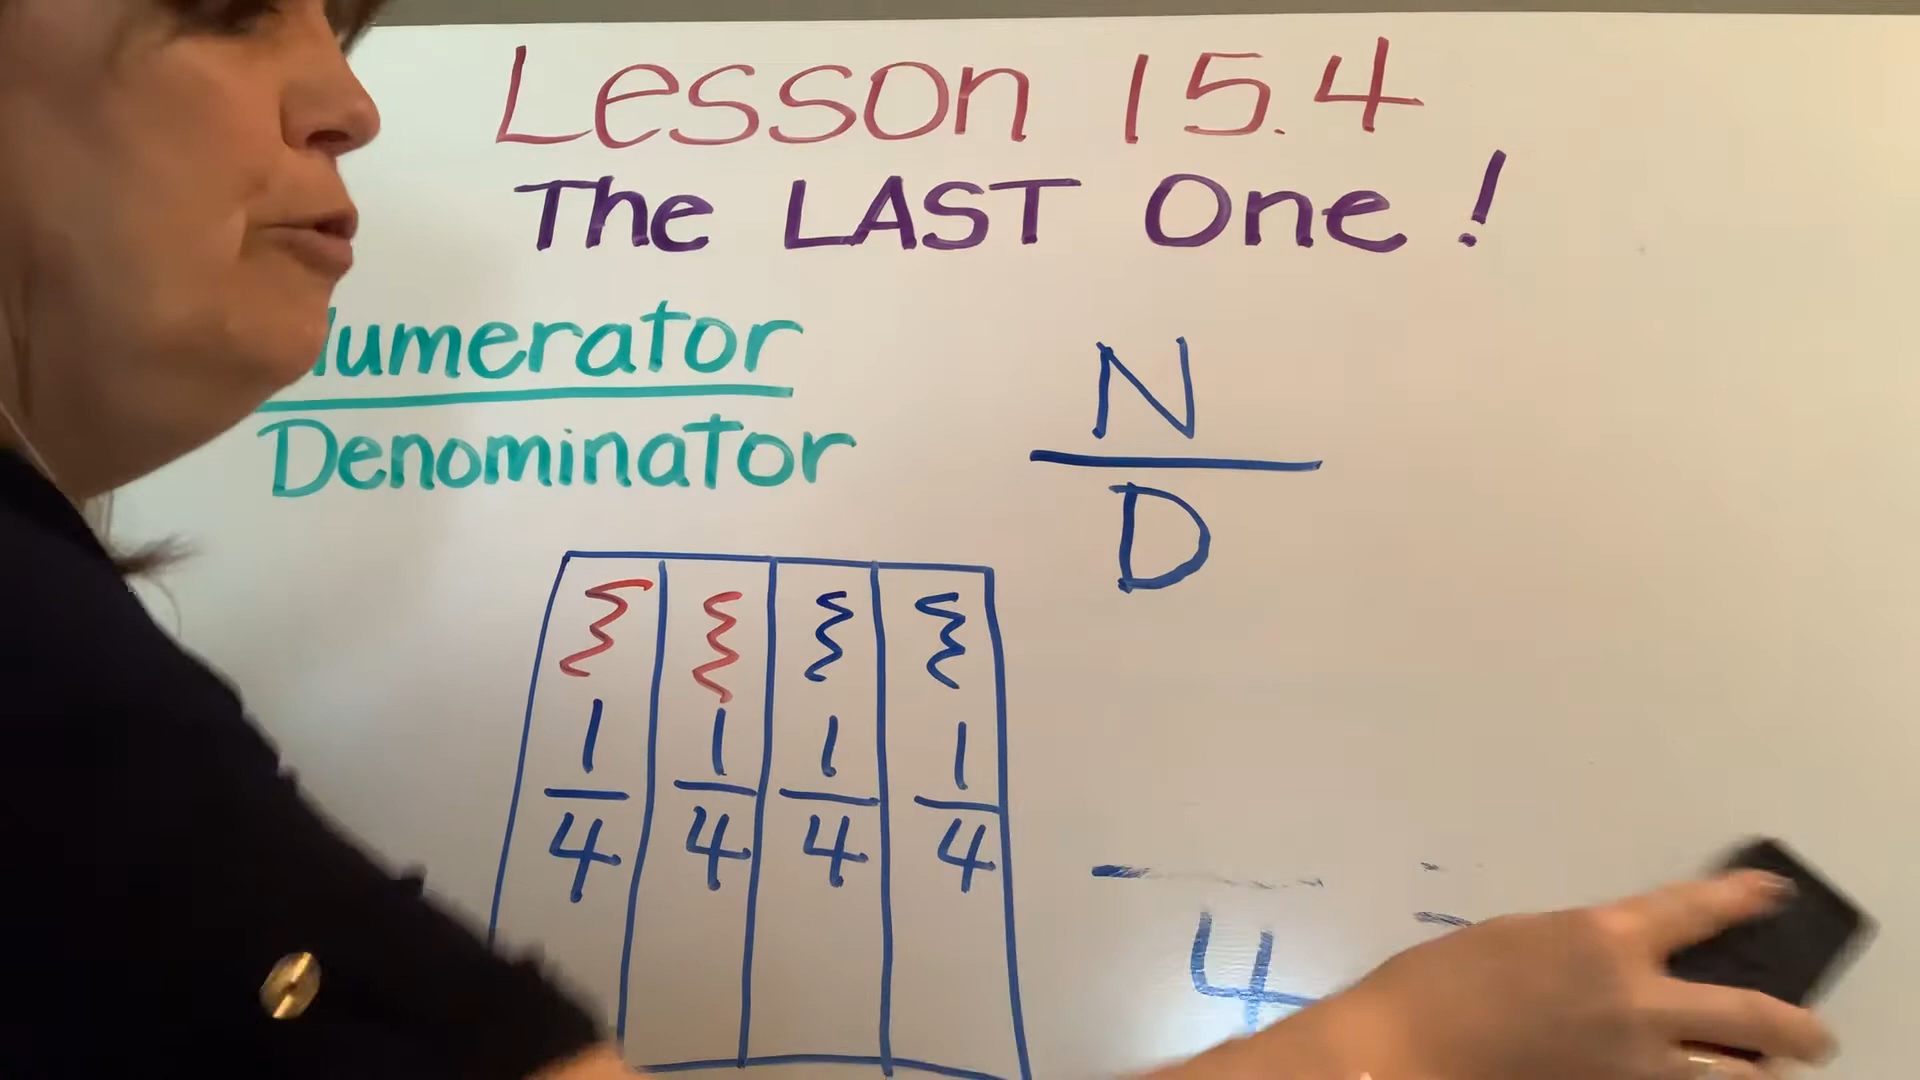 Lesson 15.4
The LAST One!
Numerator
Denominator
N
D
1 1 1 1
4 4 4 4
4